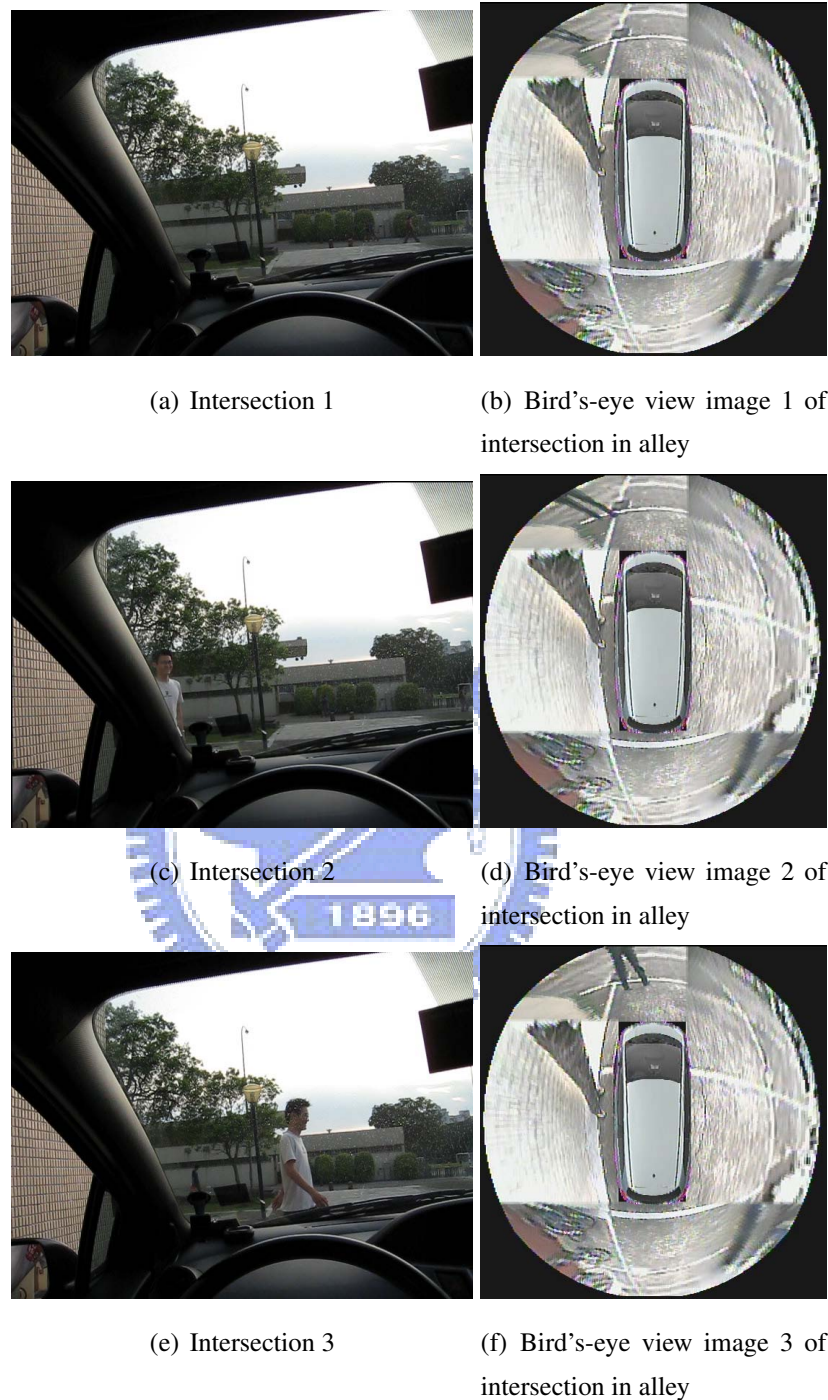 (a) Intersection 1
(b) Bird's-eye view image 1 of
intersection in alley
(c) Intersection 2
(d) Bird's-eye view image 2 of
intersection in alley
1896
(e) Intersection 3
(f) Bird's-eye view image 3 of
intersection in alley